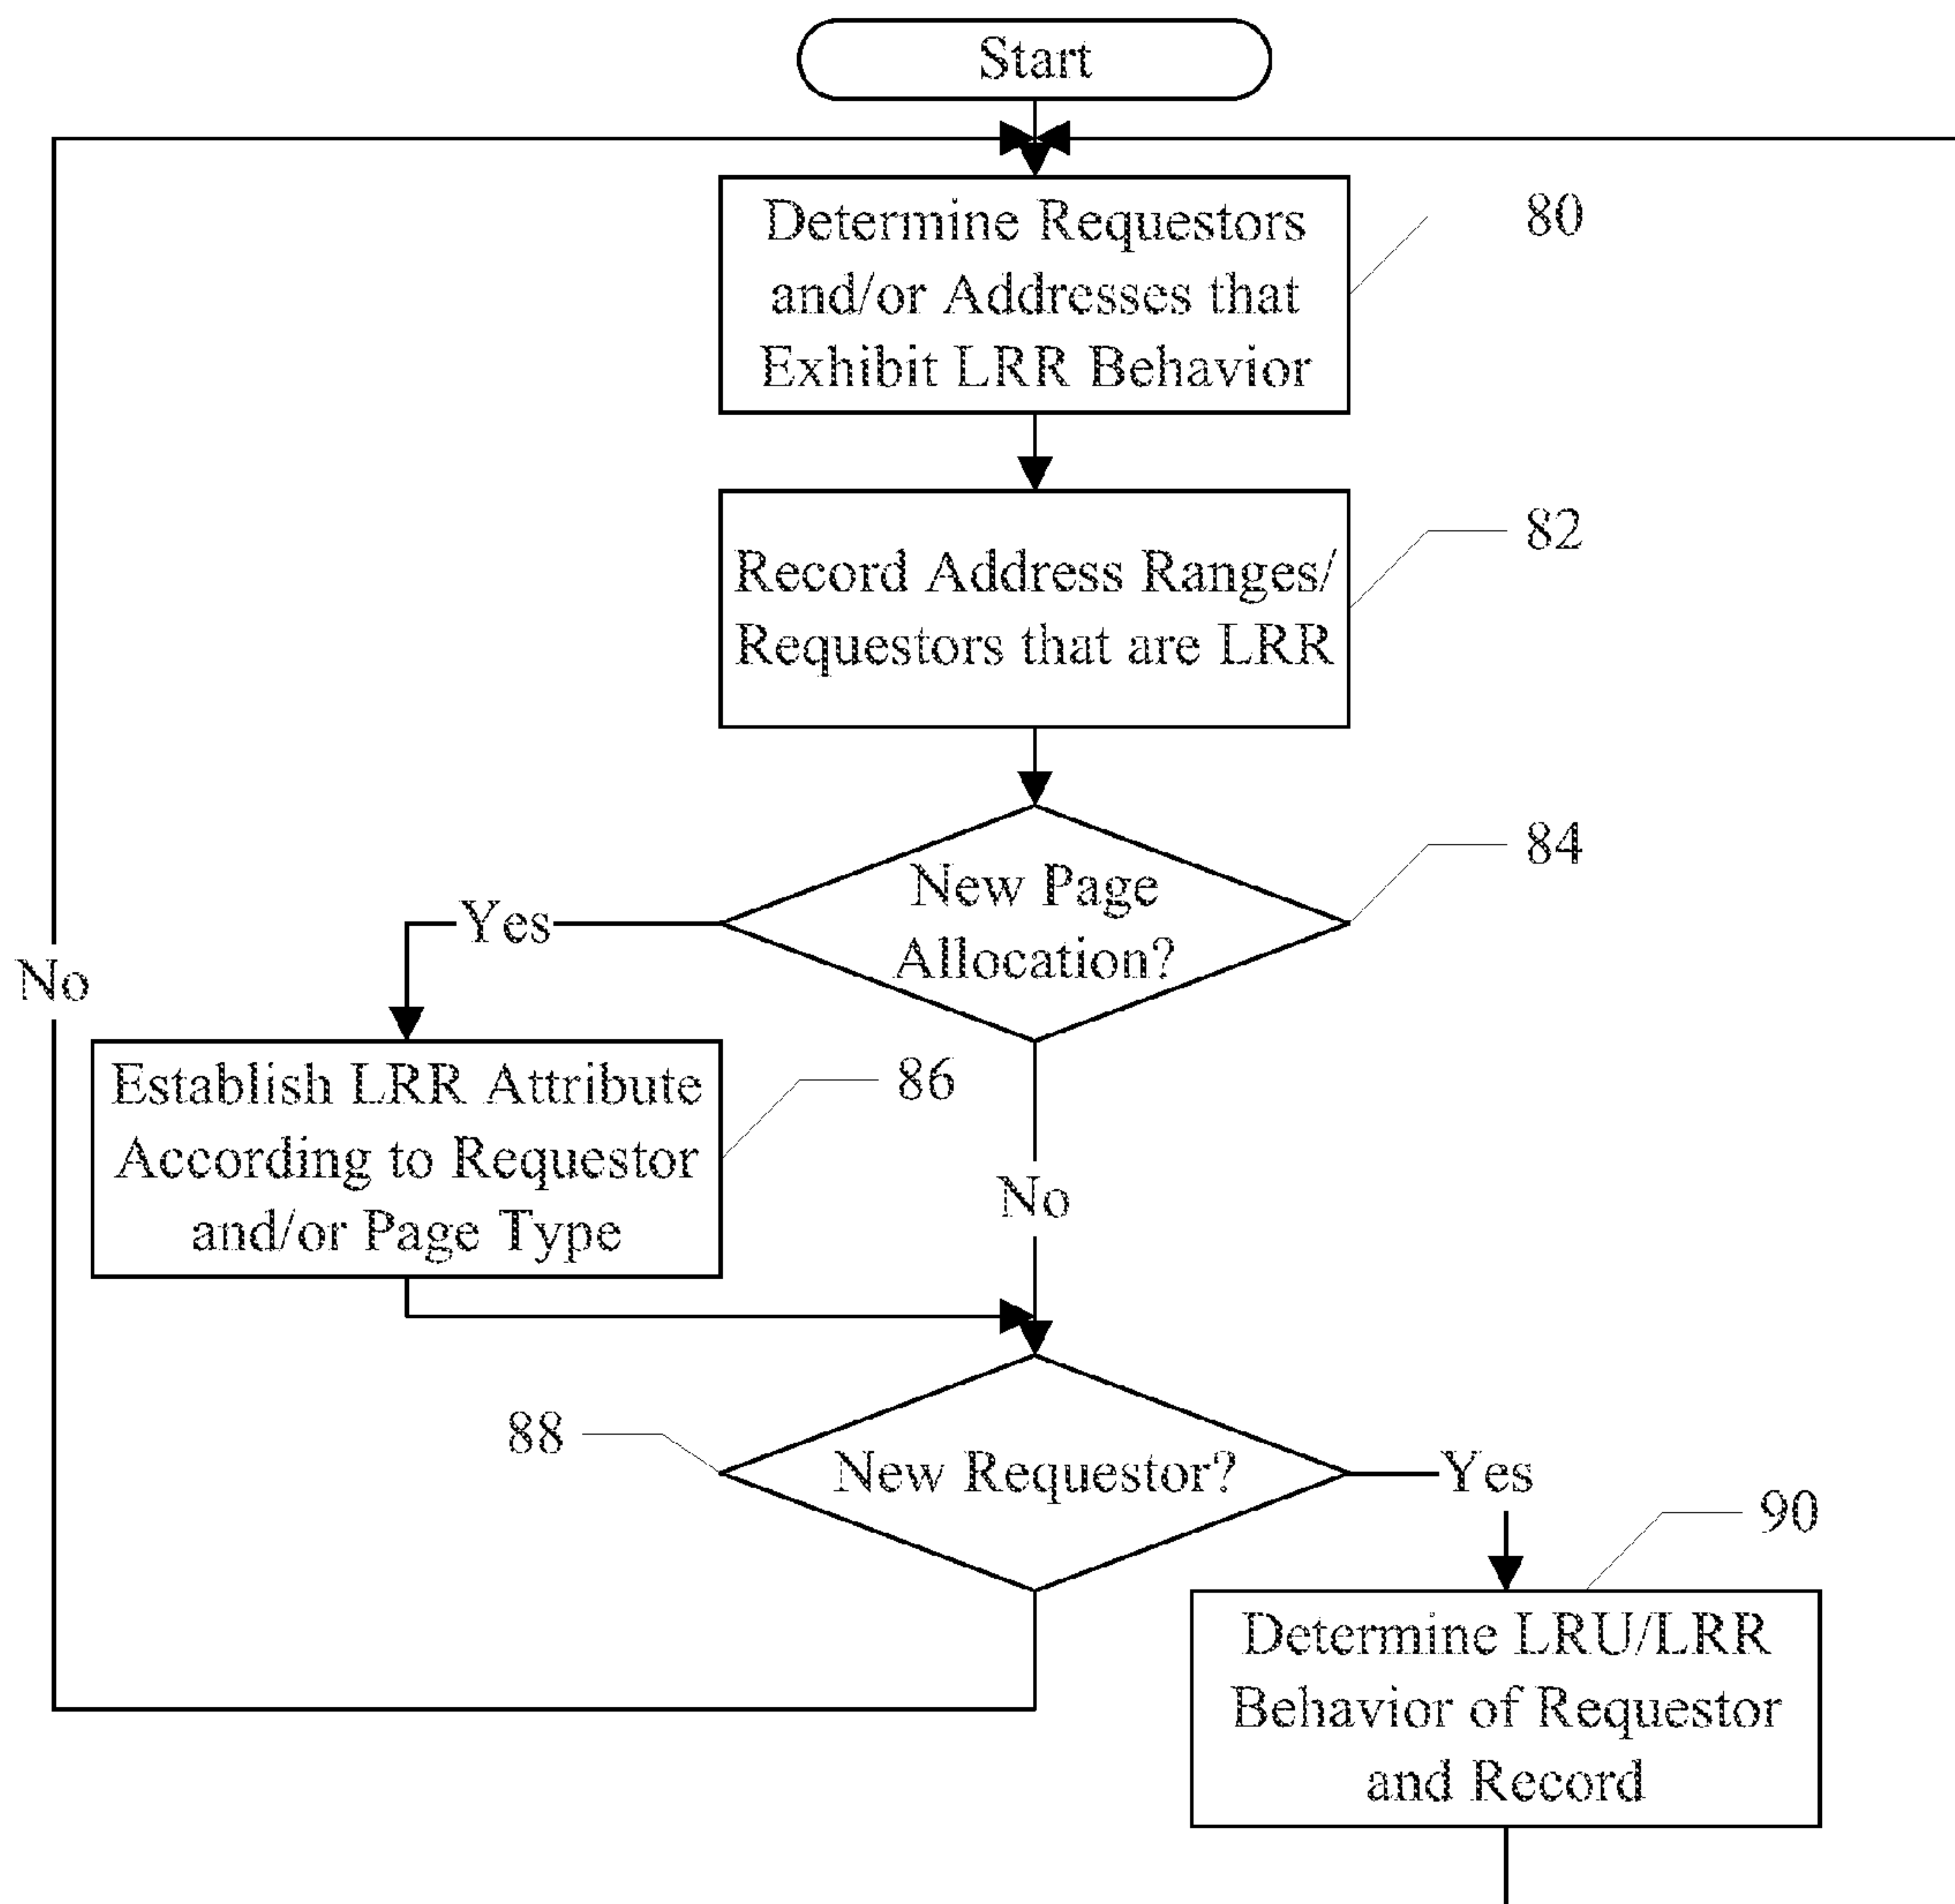 Start
Determine Requestors
and/or Addresses that
Exhibit LRR Behavior
80
Record Address Ranges/
Requestors that are LRR
82
New Page
Allocation?
84
Yes
No
Establish LRR Attribute
According to Requestor
and/or Page Type
86
No
88
New Requestor?
Yes
90
Determine LRU/LRR
Behavior of Requestor
and Record